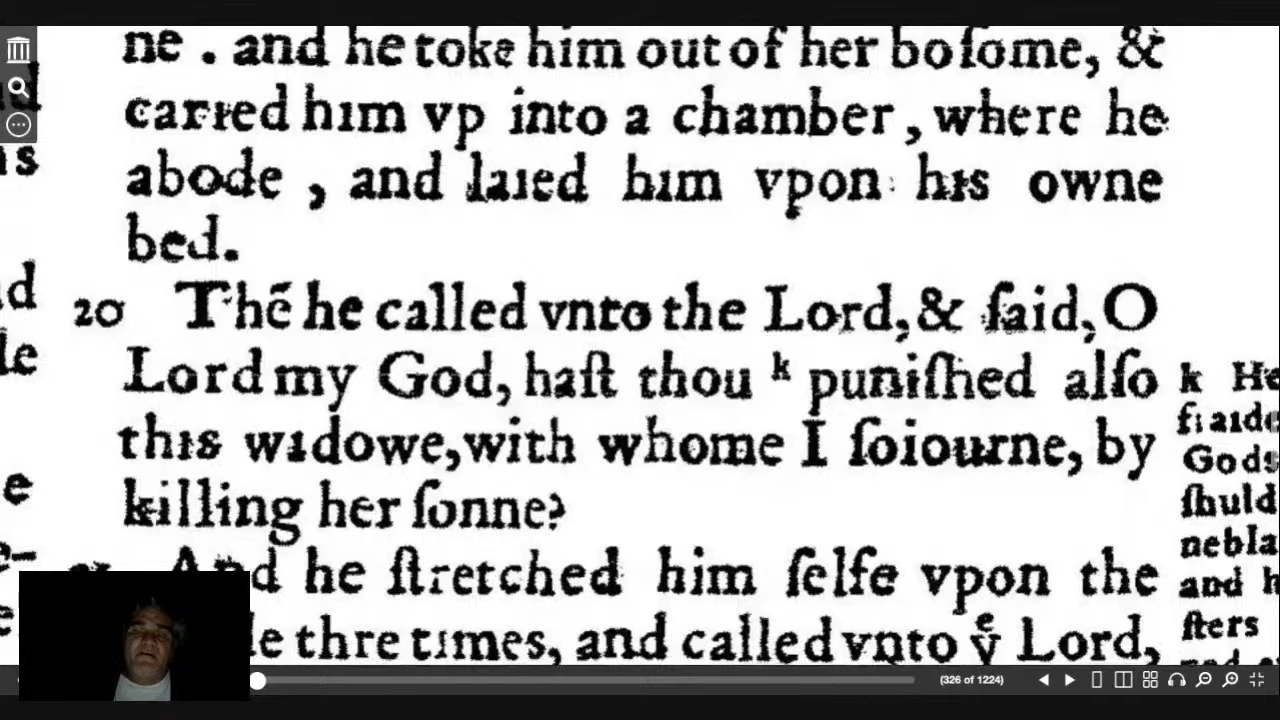 ne . and he toke him out of her boſome, &
carried him vp into a chamber, where he
abode , and laied him vpon his owne
bed.
20 Thē he called vnto the Lord, & ſaid, O
Lord my God, haſt thou k puniſhed alſo
this widowe, with whome I ſoiourne, by
killing her ſonne?
And he ſtretched him ſelfe vpon the
thre times, and called vnto yͤ Lord,
k He
Gods
ſhuld
and
ſters
(326 of 1224)